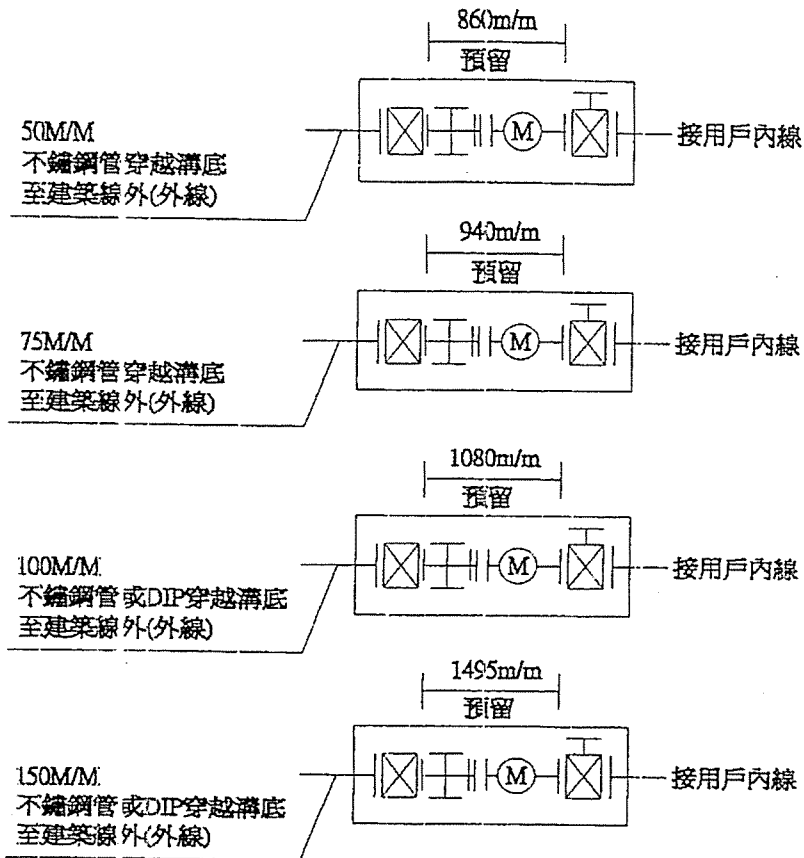 860m/m
預留
50M/M
不鏽鋼管穿越溝底
至建築線外(外線)
M
接用戶內線
940m/m
預留
75M/M
不鏽鋼管穿越溝底
至建築線外(外線)
M
接用戶內線
1080m/m
預留
100M/M
不鏽鋼管或DIP穿越溝底
至建築線外(外線)
M
接用戶內線
1495m/m
預留
150M/M
不鏽鋼管或DIP穿越溝底
至建築線外(外線)
M
接用戶內線